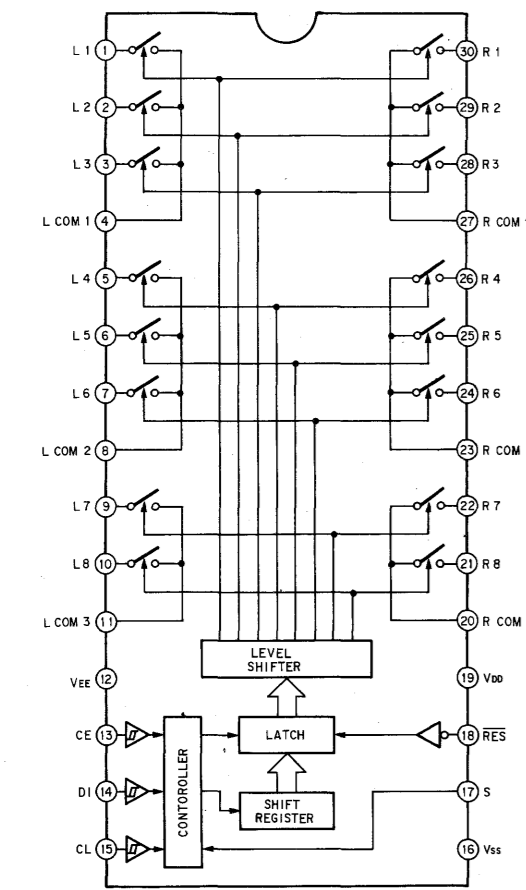 L 1 1 30 R 1
L 2 2 29 R 2
L3 3 28 R3
L COM 1 4 27 R COM
L 4 5 26 R 4
L 5 6 25 R 5
L 6 7 24 R 6
L COM 2 8 23 R COM
L7 9 22 R 7
L8 10 21 R 8
L COM 3 11 20 R COM
LEVEL
SHIFTER
VEE 12 19 VDD
CE 13 LATCH 18 RES
DI 14 CONTOROLLER 17 S
SHIFT
REGISTER
CL 15 16 Vss